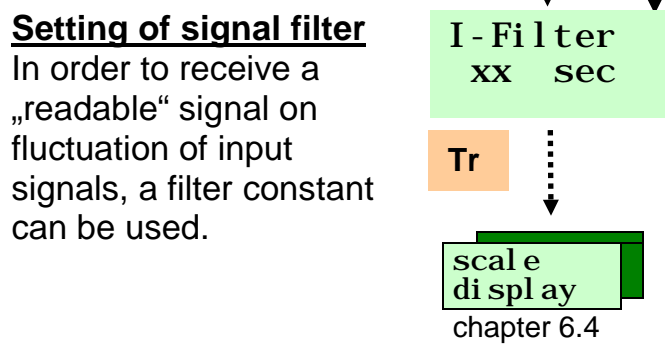 Setting of signal filter
In order to receive a
„readable“ signal on
fluctuation of input
signals, a filter constant
can be used.
I-Filter
xx sec
Tr
scale
display
chapter 6.4